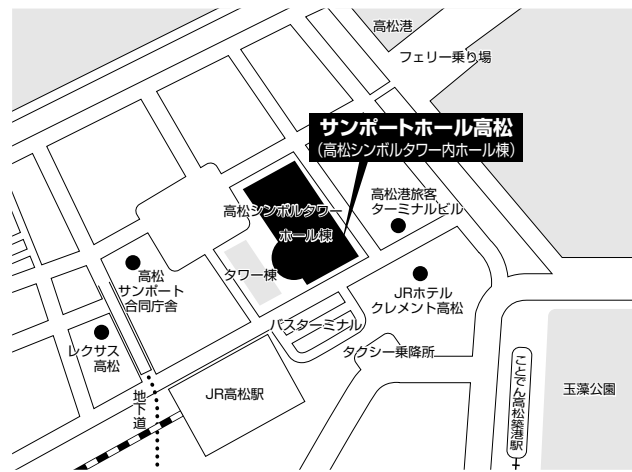 高松港
フェリー乗り場
サンポートホール高松
(高松シンボルタワー内ホール棟)
高松シンボルタワー
ホール棟
高松港旅客
ターミナルビル
タワー棟
高松
サンポート
合同庁舎
JRホテル
クレメント高松
バスターミナル
レクサス
高松
タクシー乗降所
地下道
JR高松駅
ことでん高松築港駅
玉藻公園